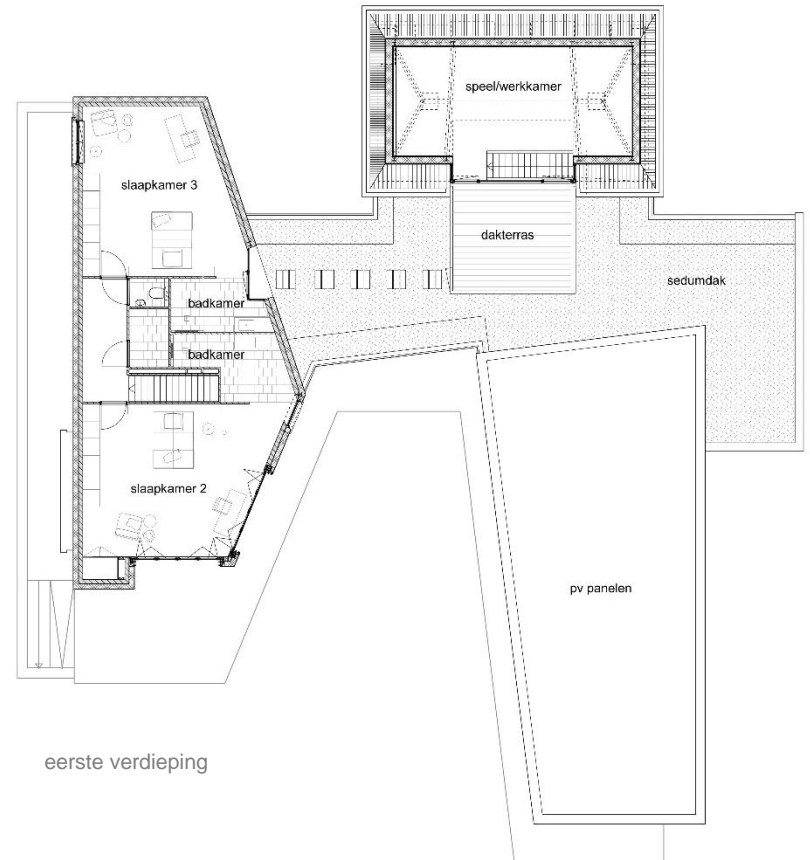 speel/werkkamer
slaapkamer 3
dakterras
sedumdak
badkamer
badkamer
slaapkamer 2
pv panelen
eerste verdieping